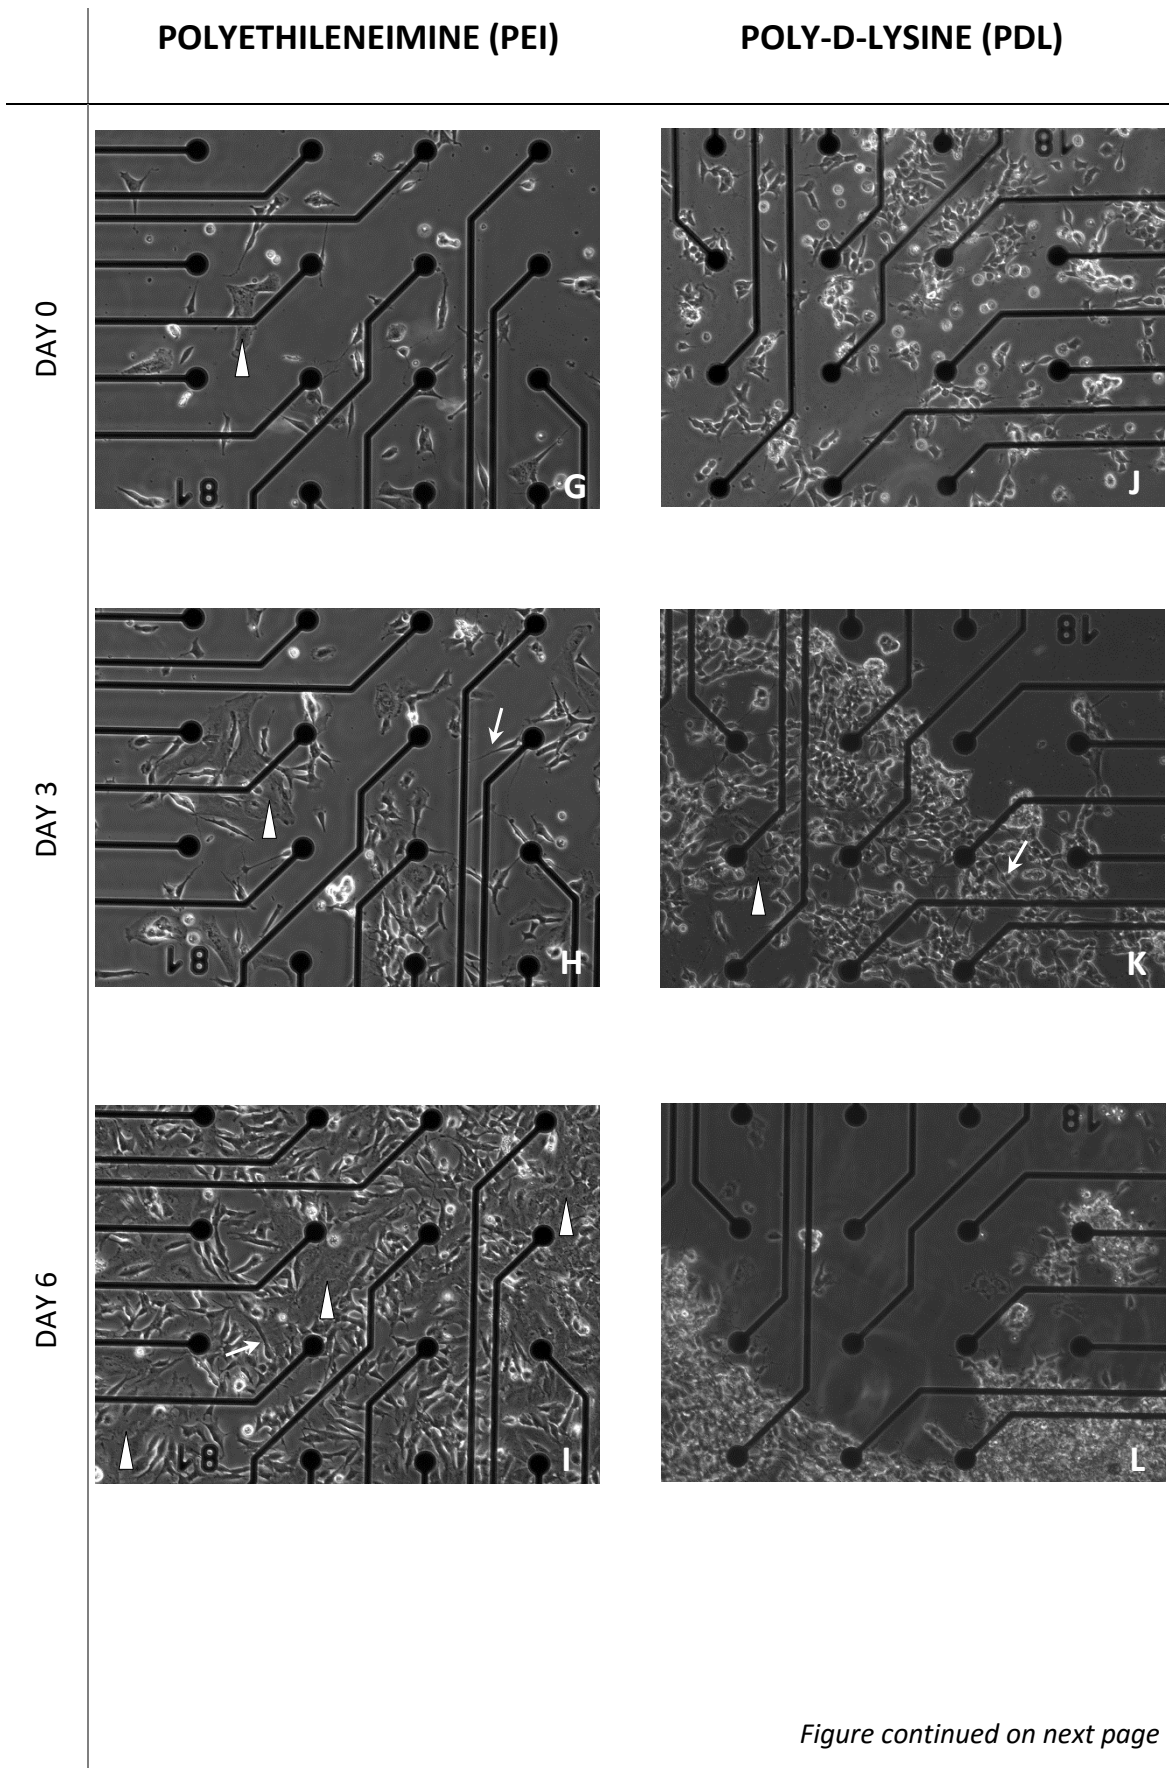 POLYETHILENEIMINE (PEI)
POLY-D-LYSINE (PDL)
DAY 0
18
G
18
J
DAY 3
18
H
18
K
DAY 6
18
I
18
L
Figure continued on next page